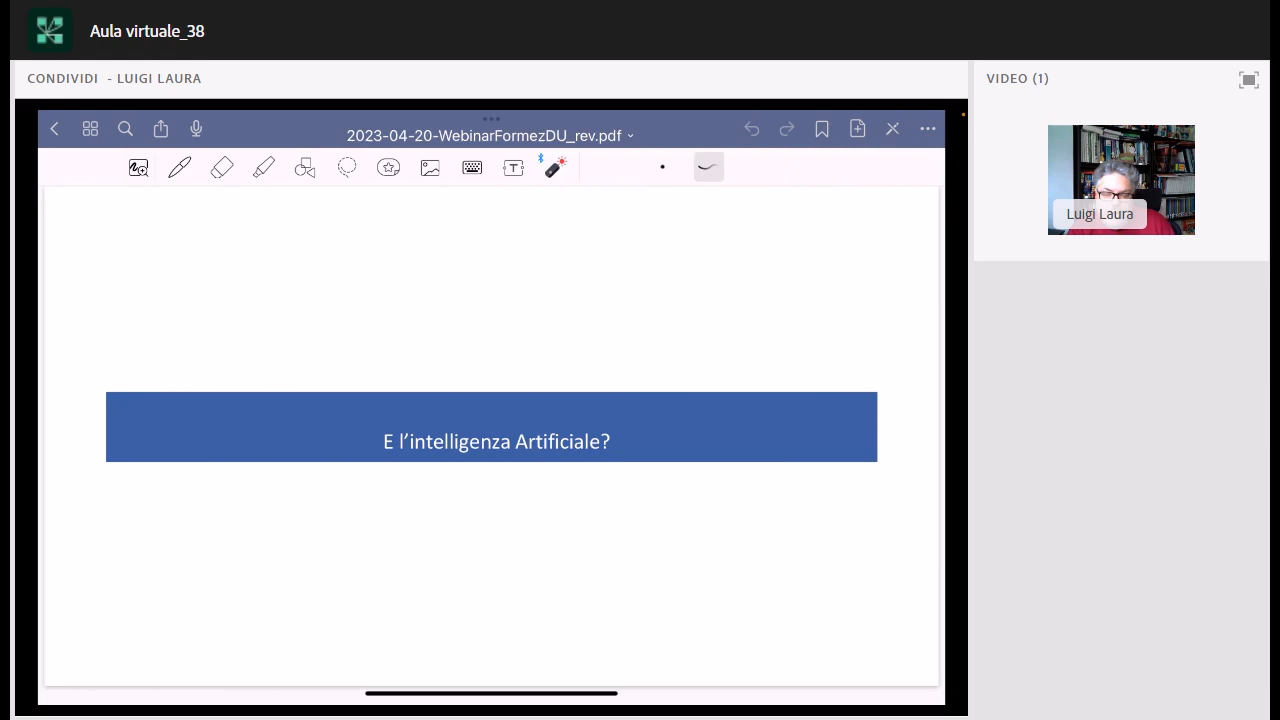 Aula virtuale_38
CONDIVIDI - LUIGI LAURA
VIDEO (1)
2023-04-20-WebinarFormezDU_rev.pdf
T
Luigi Laura
E l’intelligenza Artificiale?